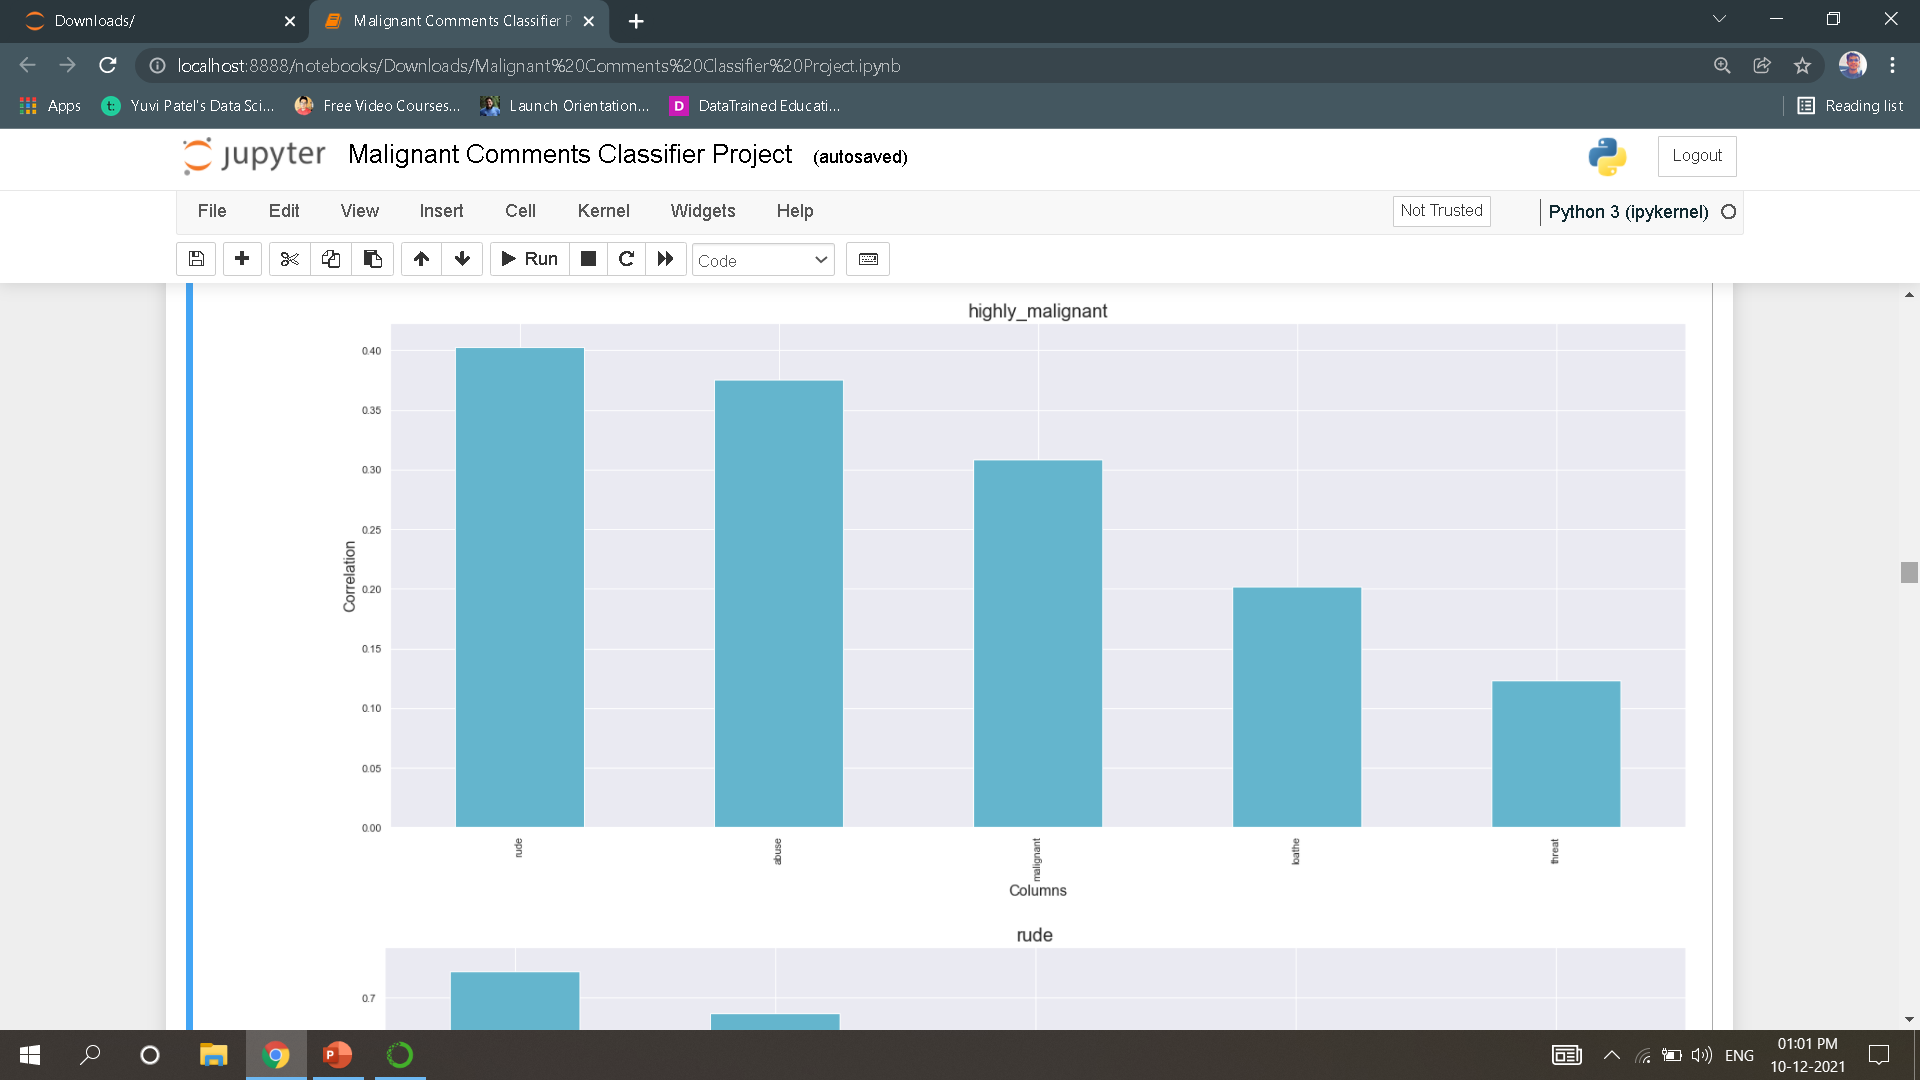 Downloads/
Malignant Comments Classifier P
localhost:8888/notebooks/Downloads/Malignant%20Comments%20Classifier%20Project.ipynb
Apps
t:
Yuvi Patel's Data Sci...
Free Video Courses...
Launch Orientation...
D
DataTrained Educati...
Reading list
jupyter
Malignant Comments Classifier Project
(autosaved)
Logout
File
Edit
View
Insert
Cell
Kernel
Widgets
Help
Not Trusted
Python 3 (ipykernel)
Run
Code
highly_malignant
0.40
0.35
0.30
0.25
0.20
0.15
0.10
0.05
0.00
Correlation
rude
abuse
malignant
loathe
threat
Columns
rude
0.7
P
ENG
01:01 PM
10-12-2021